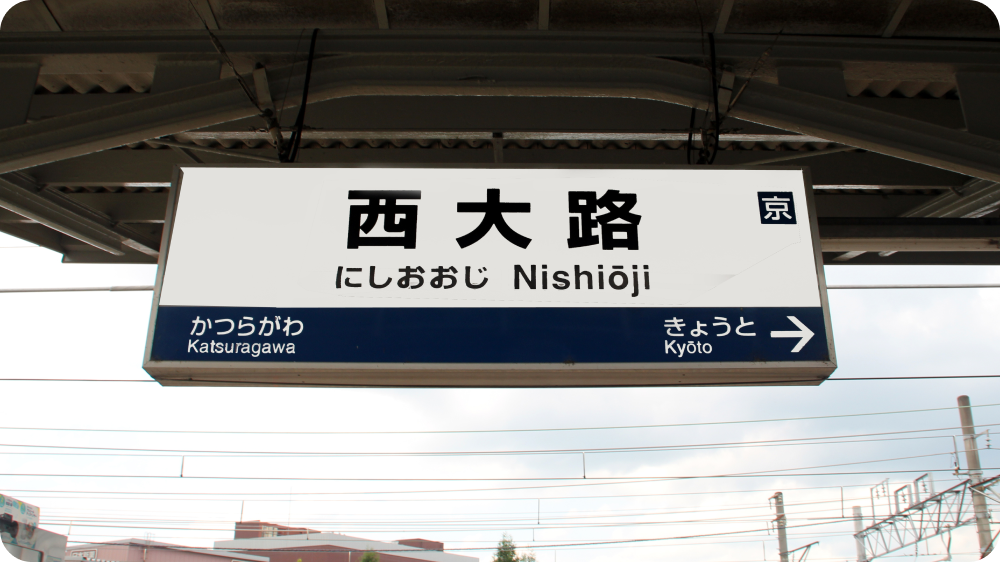 西大路
京
にしおおじ Nishiōji
かつらがわ
Katsuragawa
きょうと
Kyōto
→